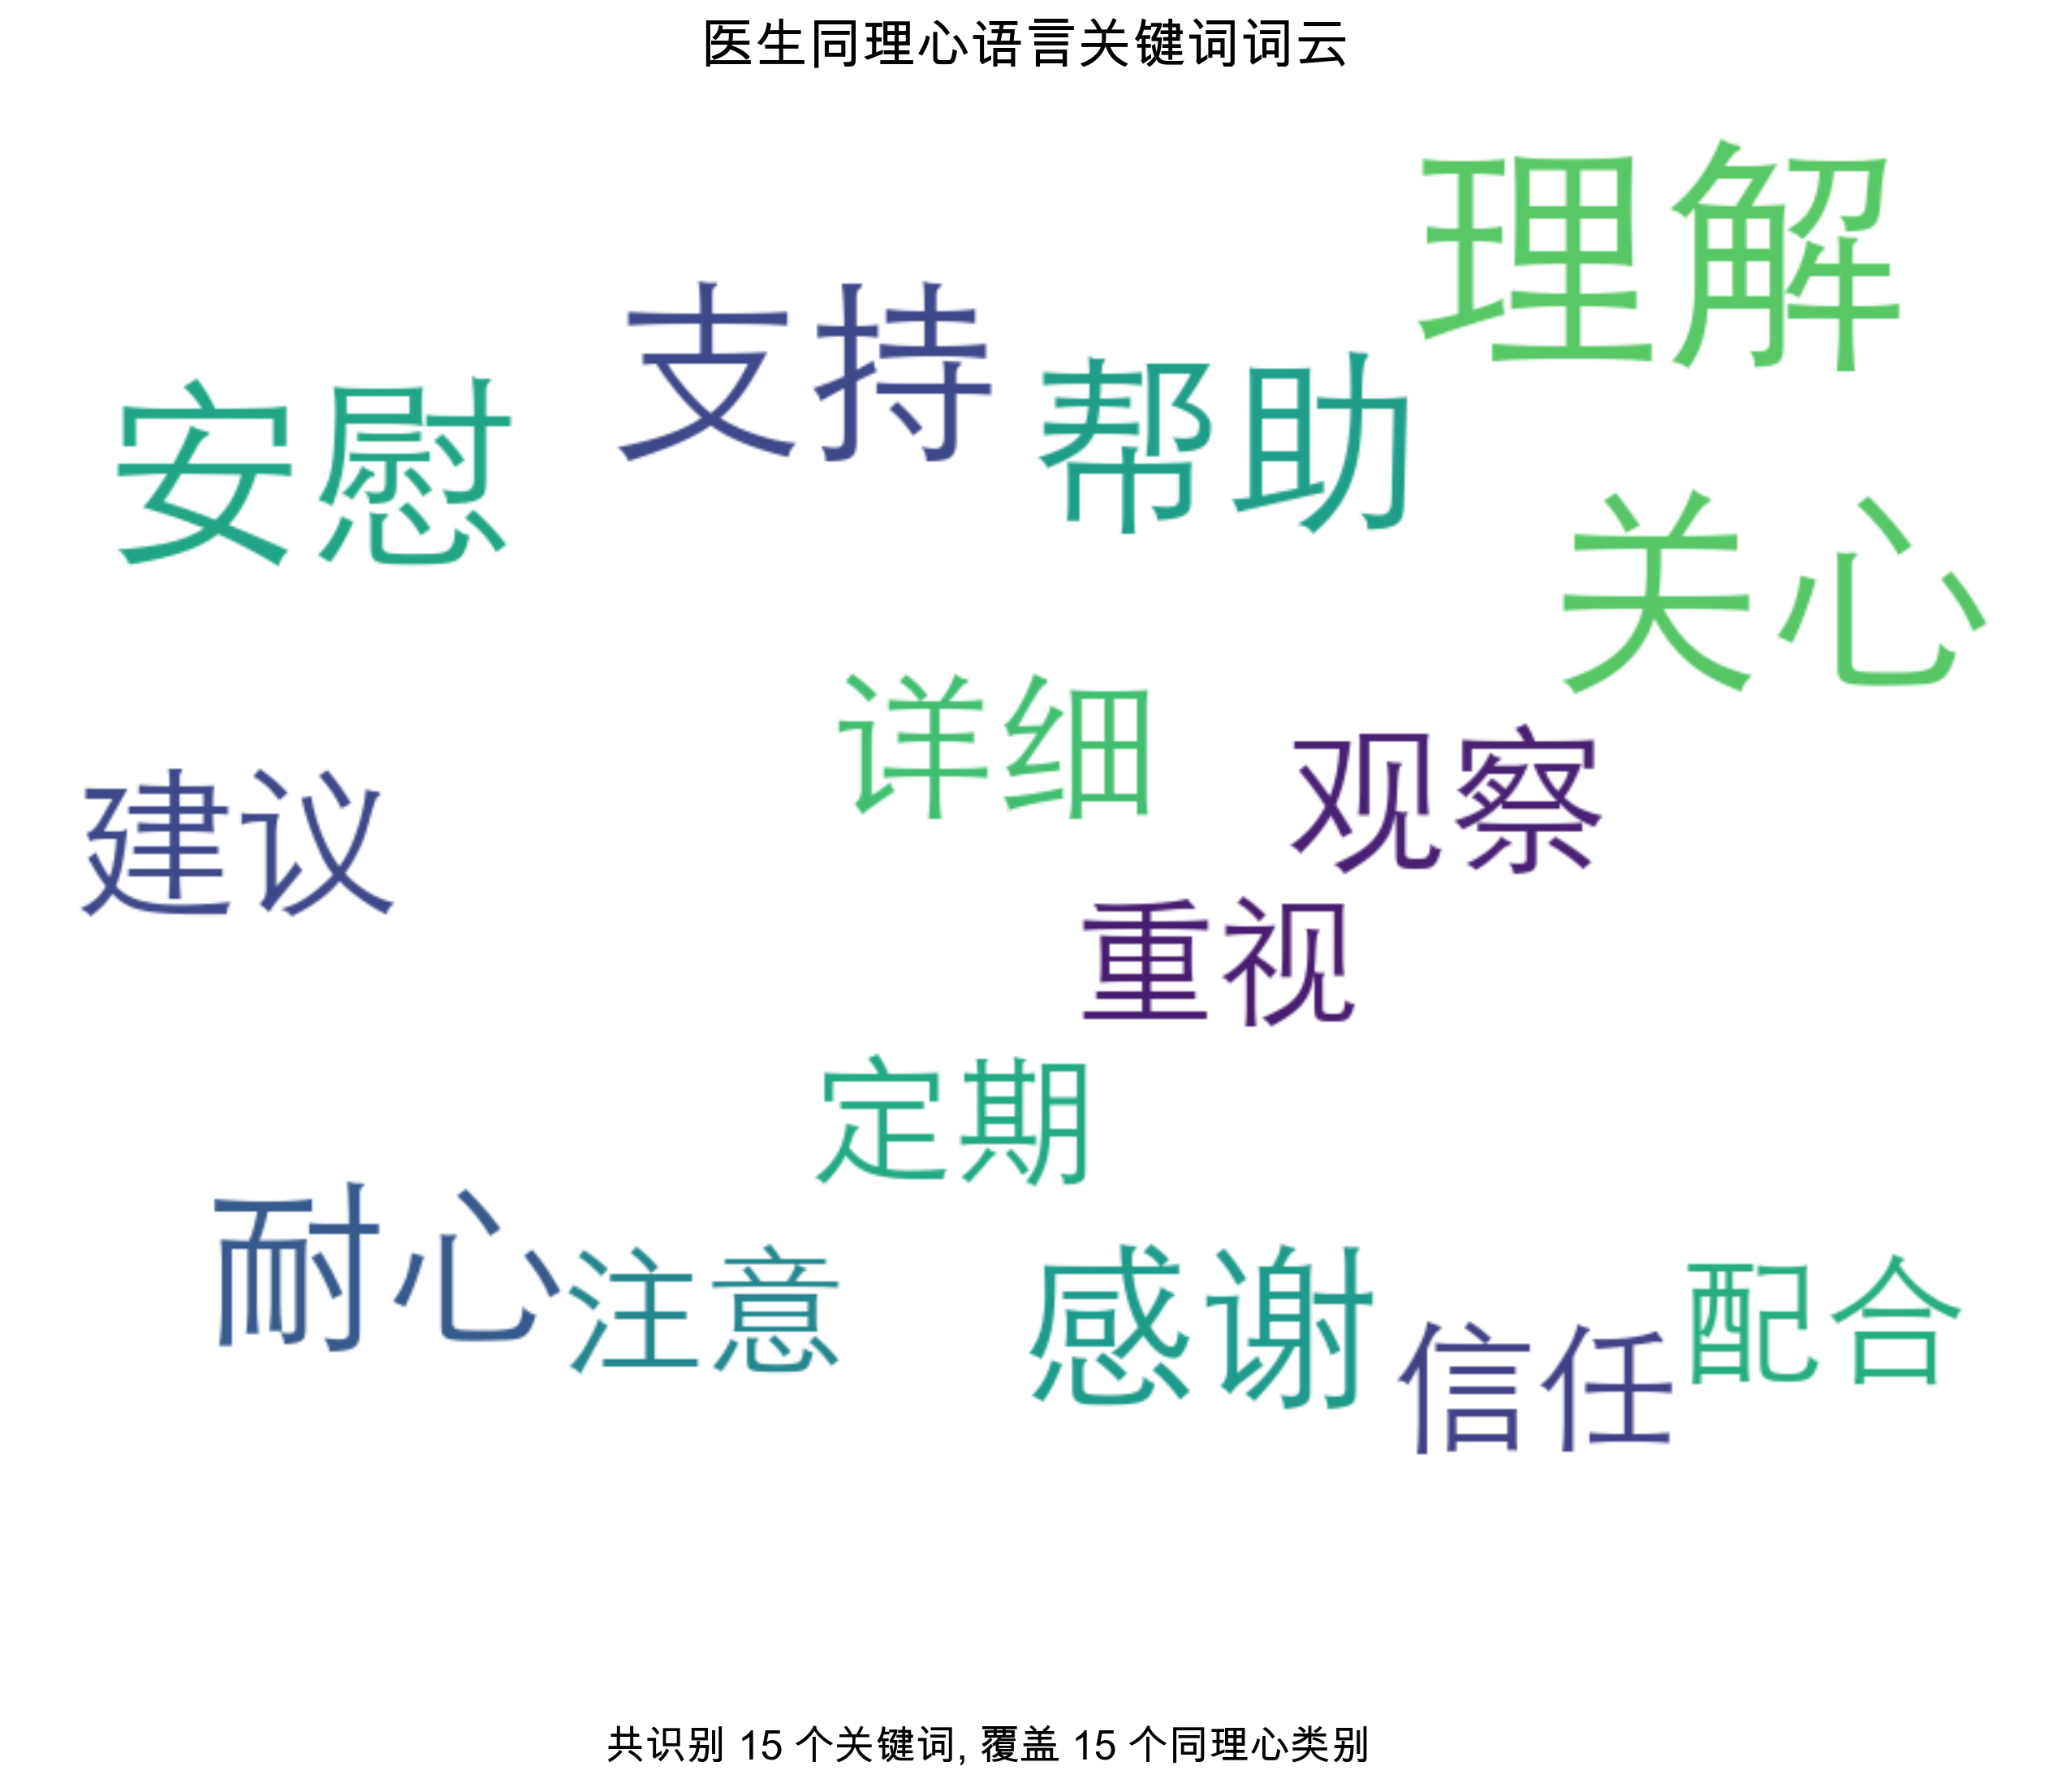 医生同理心语言关键词词云
理解
支持
帮助
安慰
关心
详细
观察
建议
重视
定期
耐心
注意
感谢
信任
配合
共识别 15 个关键词, 覆盖 15 个同理心类别